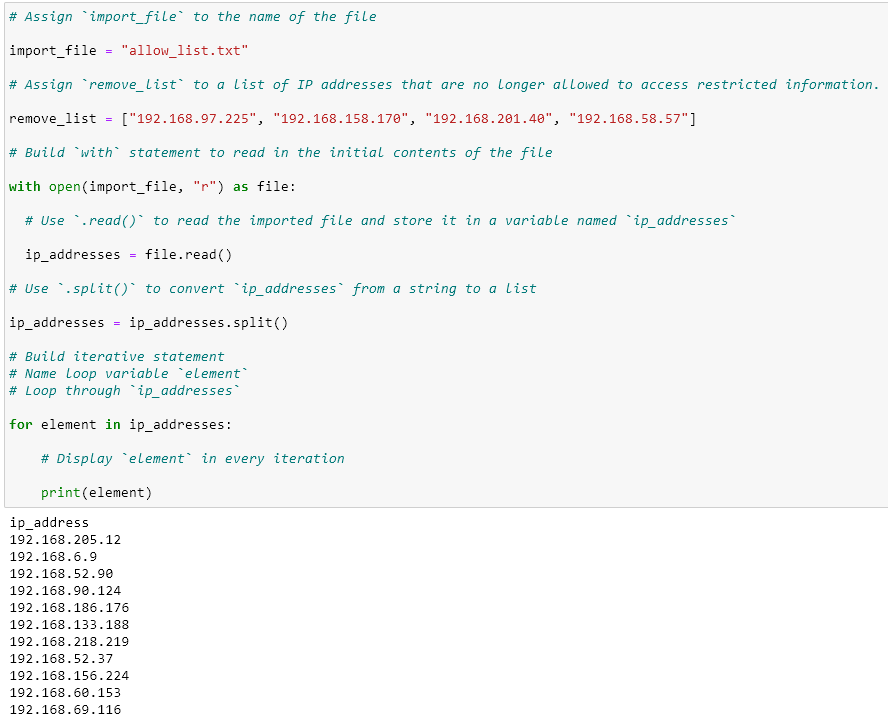 # Assign `import_file` to the name of the file
import_file = "allow_list.txt"
# Assign `remove_list` to a list of IP addresses that are no longer allowed to access restricted information.
remove_list = ["192.168.97.225", "192.168.158.170", "192.168.201.40", "192.168.58.57"]
# Build `with` statement to read in the initial contents of the file
with open(import_file, "r") as file:
  # Use `.read()` to read the imported file and store it in a variable named `ip_addresses`
  ip_addresses = file.read()
# Use `.split()` to convert `ip_addresses` from a string to a list
ip_addresses = ip_addresses.split()
# Build iterative statement
# Name loop variable `element`
# Loop through `ip_addresses`
for element in ip_addresses:
    # Display `element` in every iteration
    print(element)
ip_address
192.168.205.12
192.168.6.9
192.168.52.90
192.168.90.124
192.168.186.176
192.168.133.188
192.168.218.219
192.168.52.37
192.168.156.224
192.168.60.153
192.168.69.116